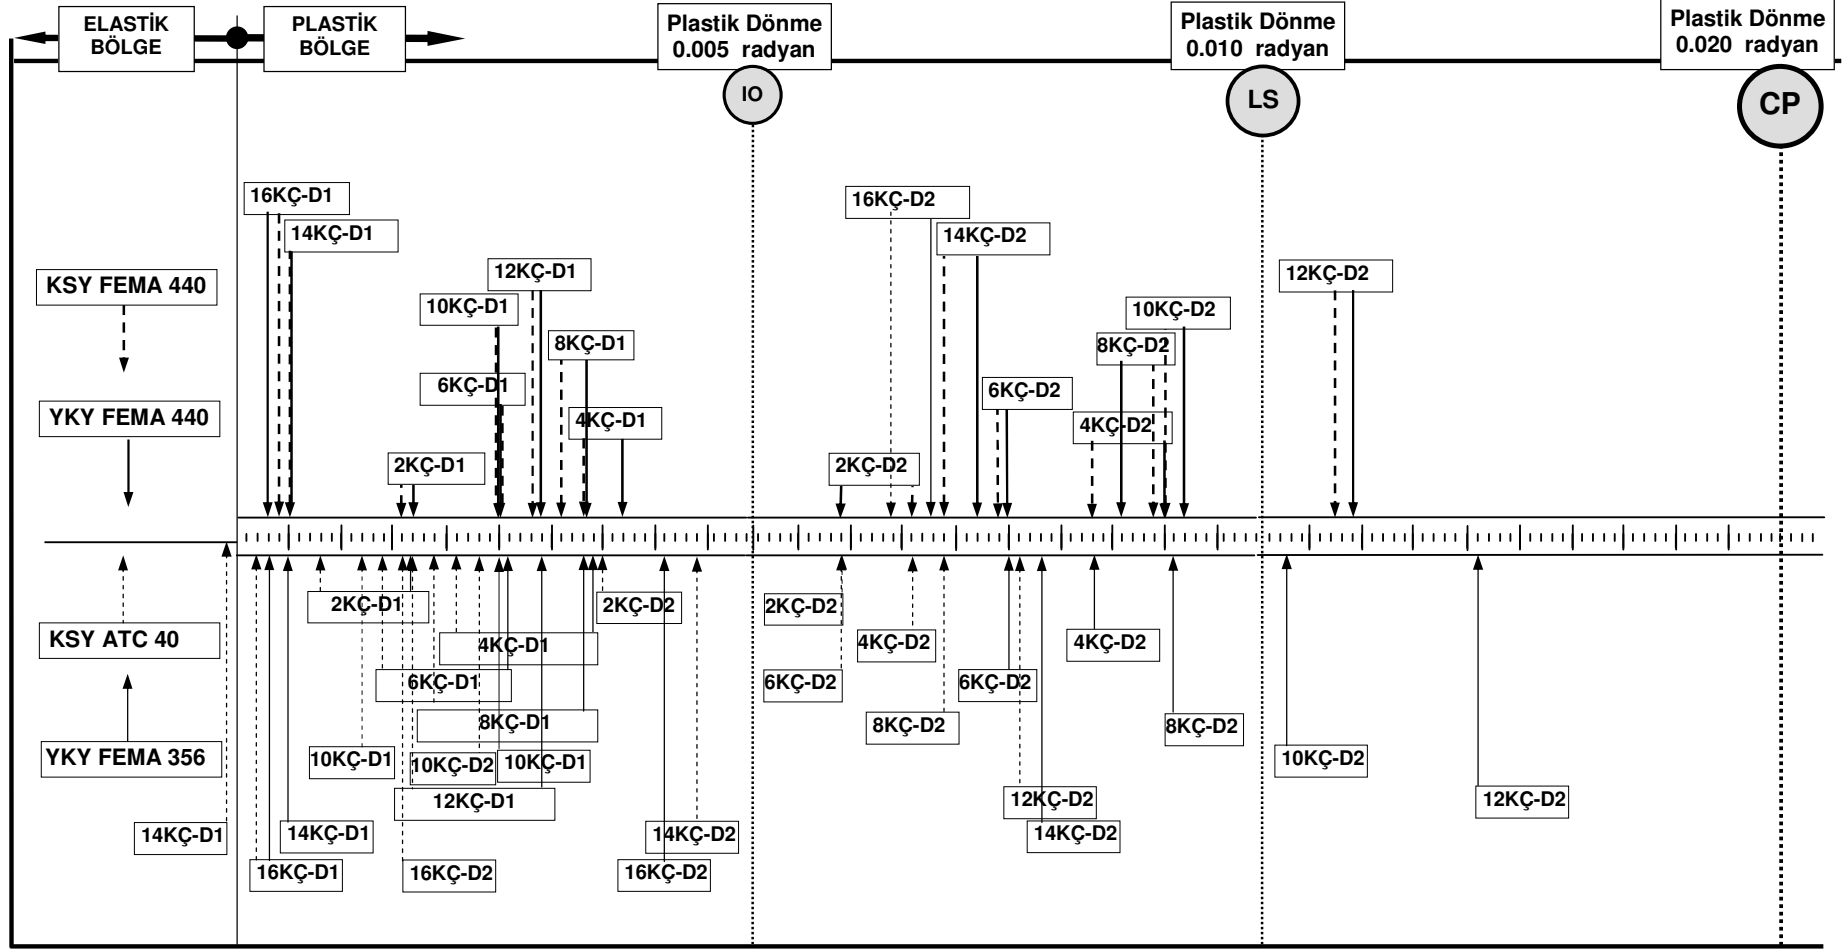 ELASTİK
BÖLGE
PLASTİK
BÖLGE
Plastik Dönme
0.005 radyan
Plastik Dönme
0.010 radyan
Plastik Dönme
0.020 radyan
IO
LS
CP
16KÇ-D1
14KÇ-D1
12KÇ-D1
10KÇ-D1
8KÇ-D1
6KÇ-D1
4KÇ-D1
2KÇ-D1
16KÇ-D2
14KÇ-D2
12KÇ-D2
10KÇ-D2
8KÇ-D2
6KÇ-D2
4KÇ-D2
2KÇ-D2
KSY FEMA 440
YKY FEMA 440
KSY ATC 40
YKY FEMA 356
2KÇ-D1
2KÇ-D2
2KÇ-D2
4KÇ-D1
4KÇ-D2
4KÇ-D2
6KÇ-D1
6KÇ-D2
6KÇ-D2
8KÇ-D1
8KÇ-D2
8KÇ-D2
10KÇ-D1
10KÇ-D2
10KÇ-D1
10KÇ-D2
12KÇ-D1
12KÇ-D2
12KÇ-D2
14KÇ-D1
14KÇ-D1
14KÇ-D2
14KÇ-D2
16KÇ-D1
16KÇ-D2
16KÇ-D2